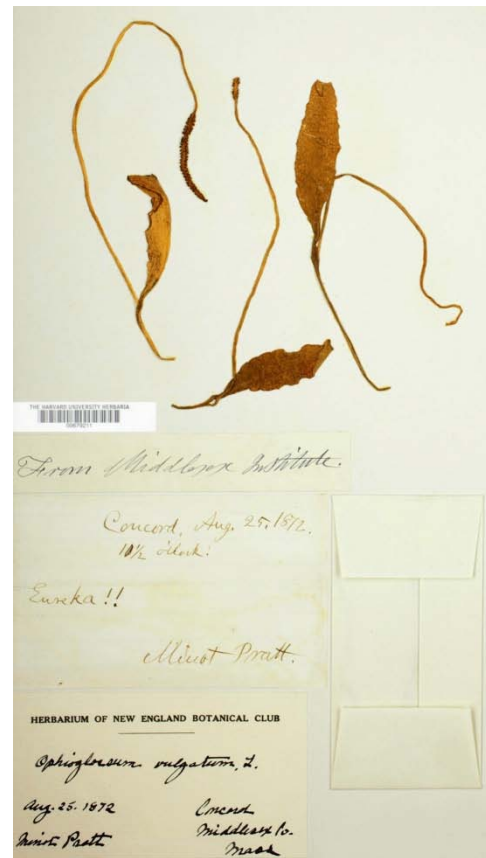 THE HARVARD UNIVERSITY HERBARIA
From Middlesex Institute.
Concord, Aug. 25, 1872.
10½ o'clock!
Eureka!!
Minot Pratt.
HERBARIUM OF NEW ENGLAND BOTANICAL CLUB
Ophioglossum vulgatum, L.
Aug. 25. 1872
Concord
Minot Pratt
Middlesex Co.
Mass